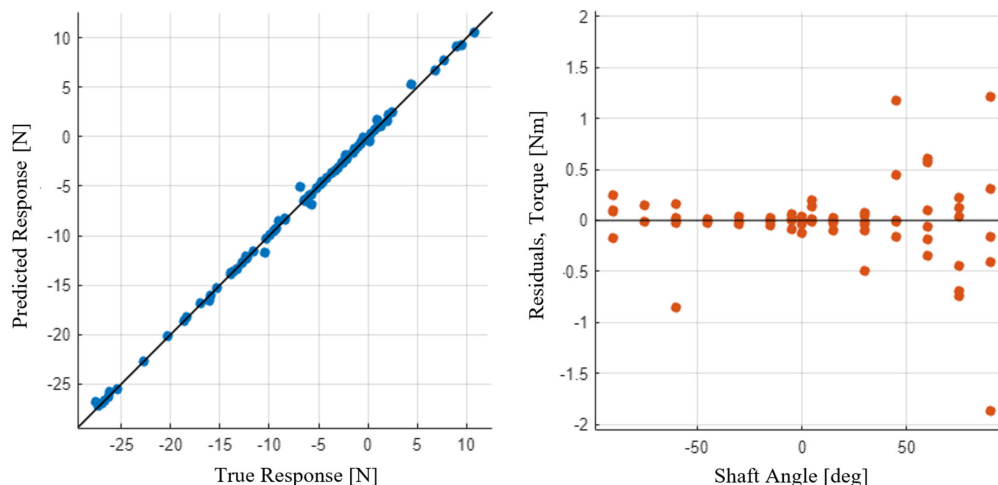 10
5
0
-5
-10
-15
-20
-25
-25 -20 -15 -10 -5 0 5 10
Predicted Response [N]
True Response [N]
2
1.5
1
0.5
0
-0.5
-1
-1.5
-2
-50 0 50
Residuals, Torque [Nm]
Shaft Angle [deg]